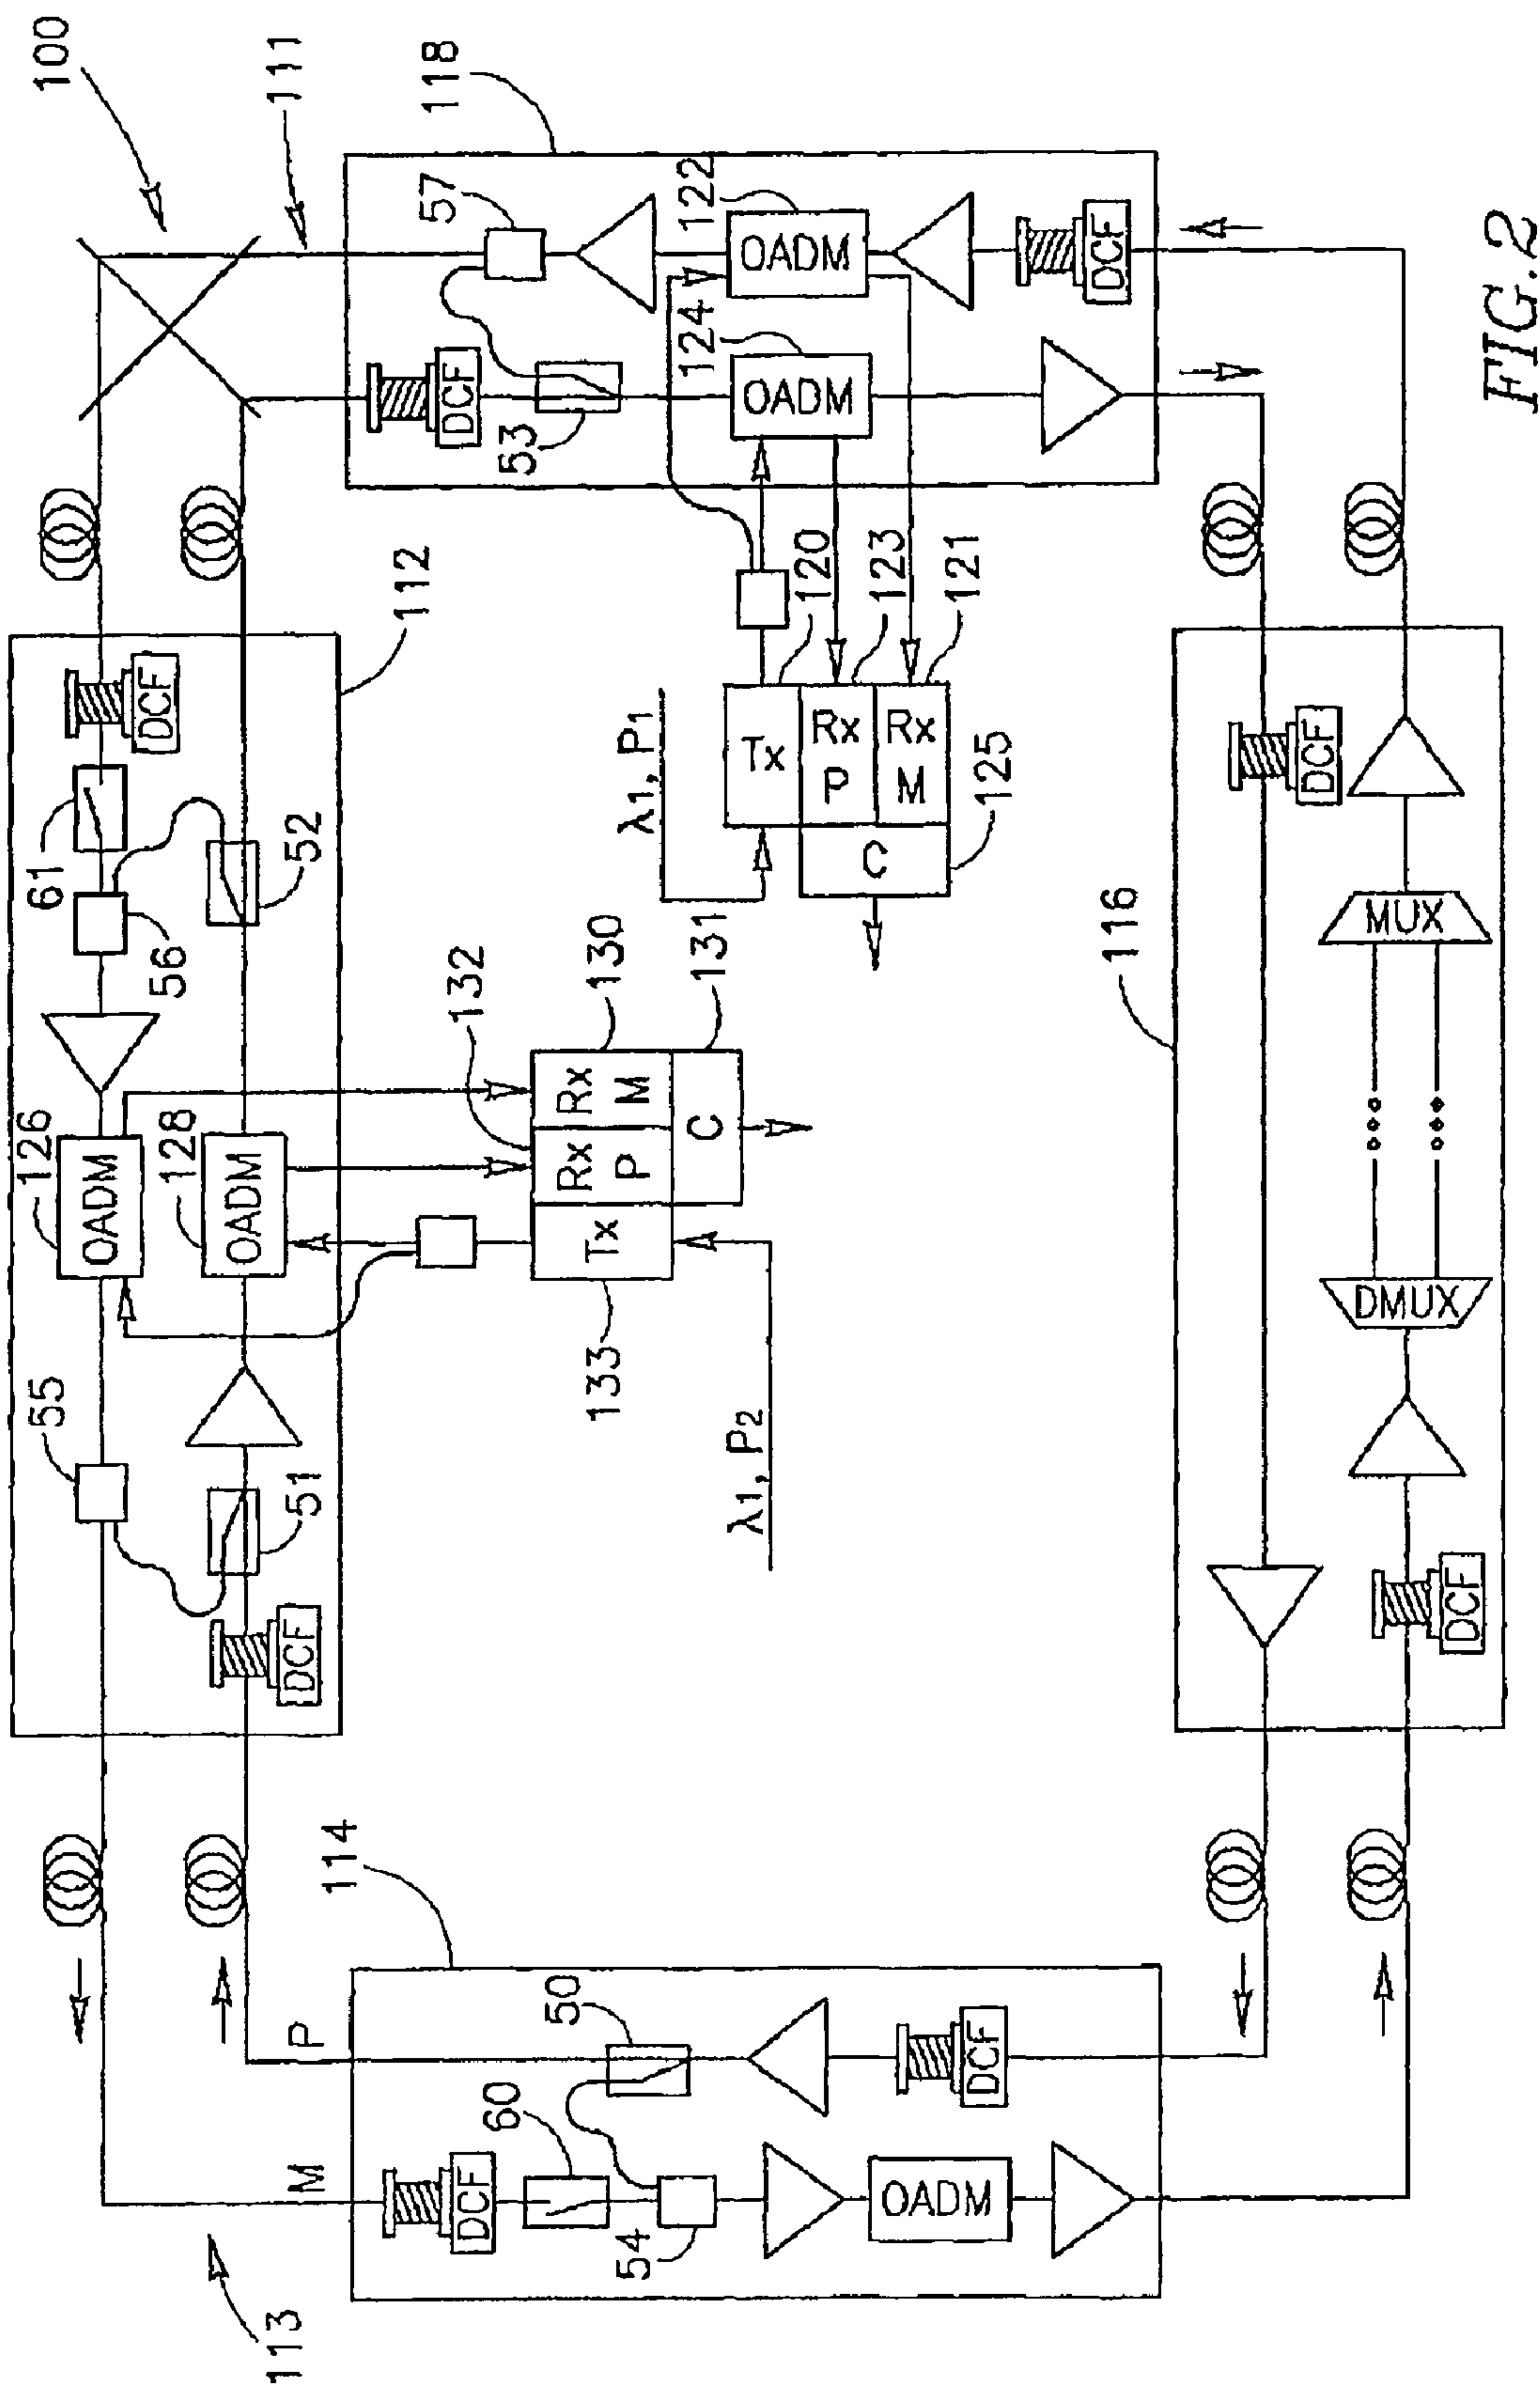 100
111
118
57
122
DCF
53
124
OADM
OADM
DCF
112
DCF
61
52
56
126
OADM
128
OADM
55
51
DCF
132
130
Rx
M
131
Rx
P
C
Tx
133
λ1, P2
λ1, P1
120
123
121
Tx
Rx
P
Rx
M
C
125
116
DCF
MUX
DMUX
DCF
114
P
M
50
60
DCF
54
DCF
OADM
113
FIG.2